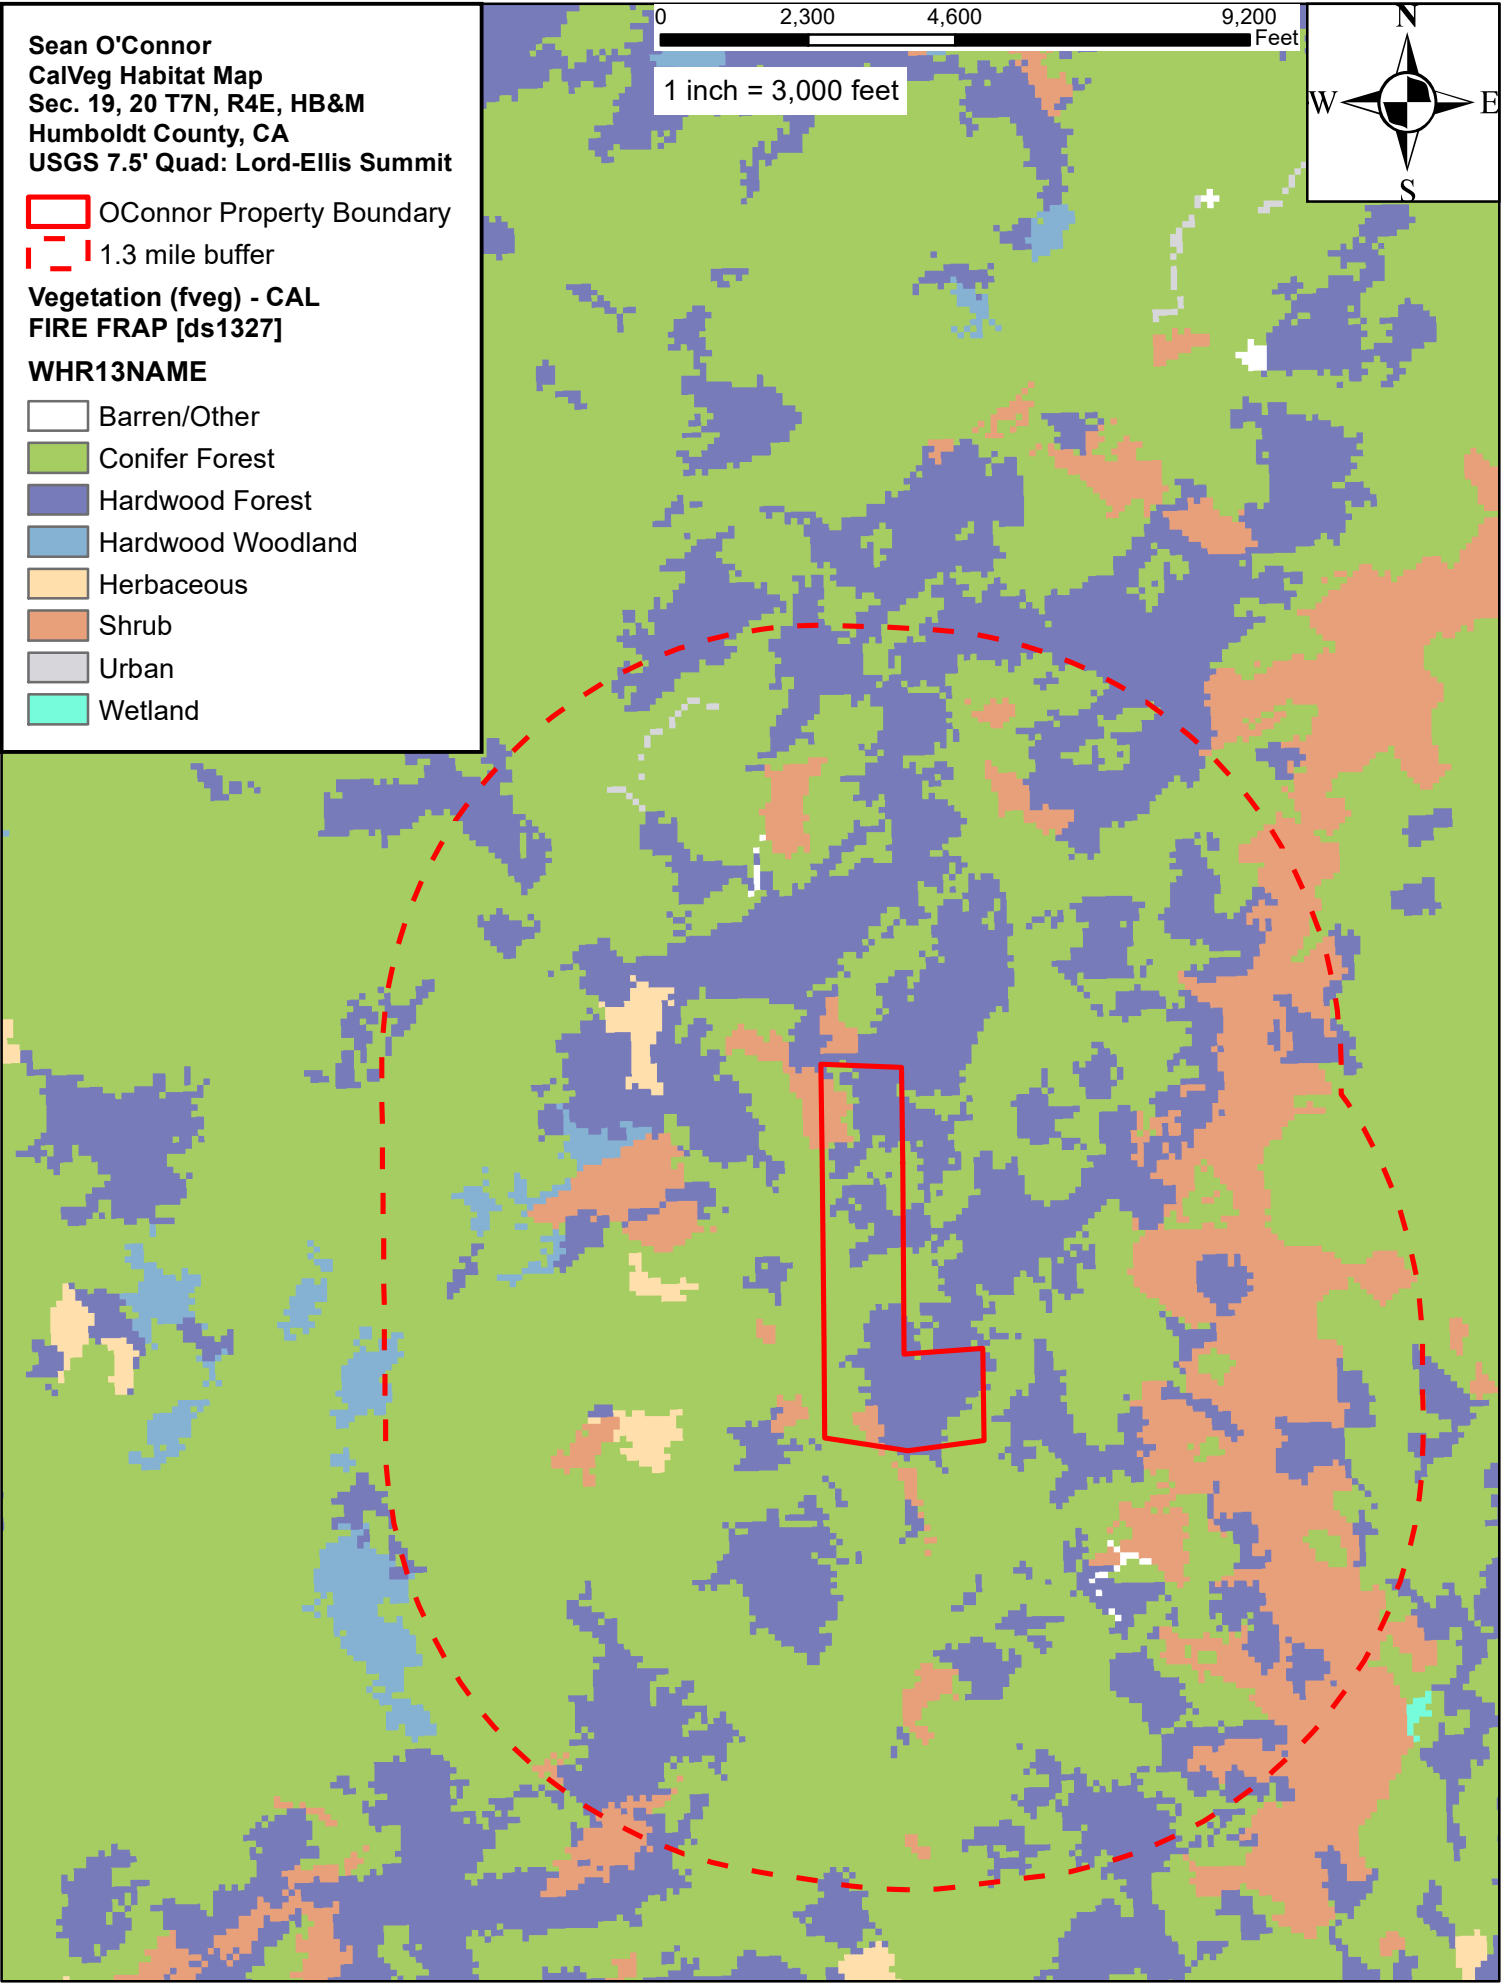 Sean O'Connor
CalVeg Habitat Map
Sec. 19, 20 T7N, R4E, HB&M
Humboldt County, CA
USGS 7.5' Quad: Lord-Ellis Summit
OConnor Property Boundary
1.3 mile buffer
Vegetation (fveg) - CAL
FIRE FRAP [ds1327]
WHR13NAME
Barren/Other
Conifer Forest
Hardwood Forest
Hardwood Woodland
Herbaceous
Shrub
Urban
Wetland
0 2,300 4,600 9,200
Feet
1 inch = 3,000 feet
N
W E
S